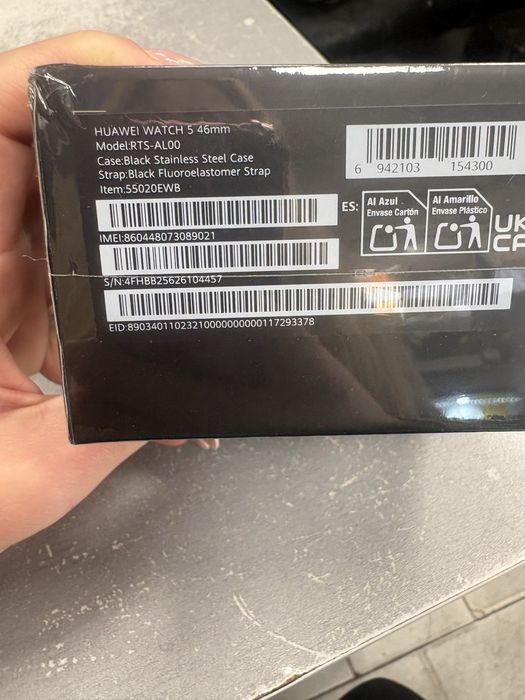 HUAWEI WATCH 5 46mm
Model:RTS-AL00
Case:Black Stainless Steel Case
Strap:Black Fluoroelastomer Strap
Item:55020EWB
IMEI:860448073089021
S/N:4FHBB25626104457
EID:89034011023210000000000117293378
6 942103 154300
ES:
Al Azul
Envase Cartón
Al Amarillo
Envase Plástico
UK
CA